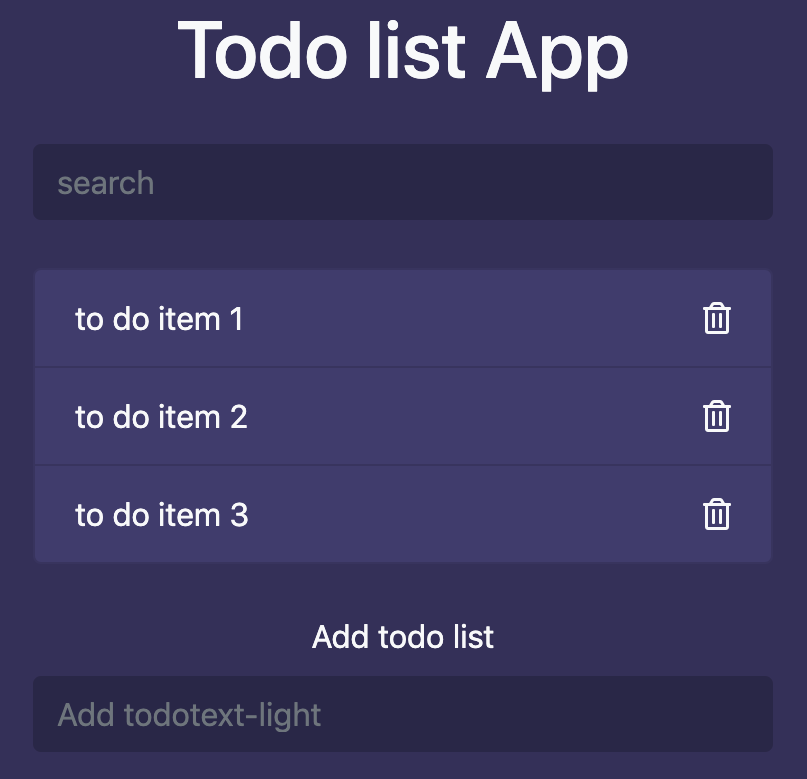 Todo list App
search
to do item 1
to do item 2
to do item 3
Add todo list
Add todotext-light